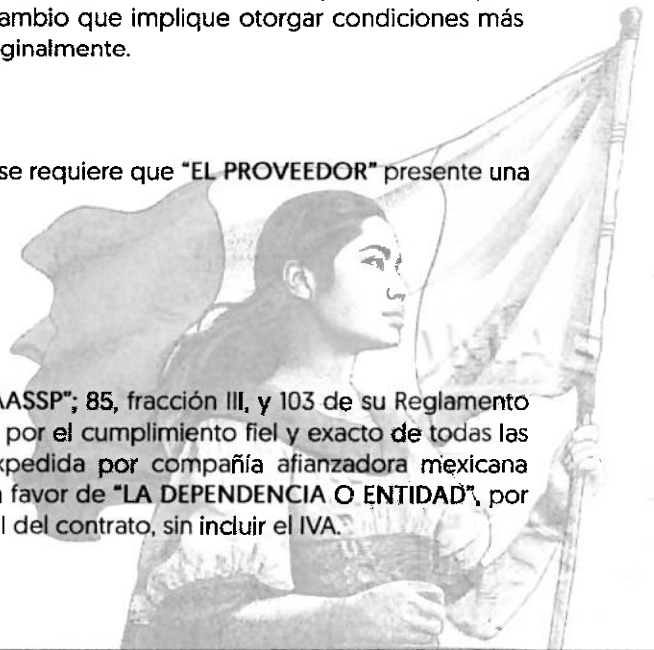 ambio que implique otorgar condiciones más
ginalmente.
se requiere que "EL PROVEEDOR" presente una
AASSP"; 85, fracción III, y 103 de su Reglamento
por el cumplimiento fiel y exacto de todas las
xpedida por compañía afianzadora mexicana
favor de "LA DEPENDENCIA O ENTIDAD", por
l del contrato, sin incluir el IVA.